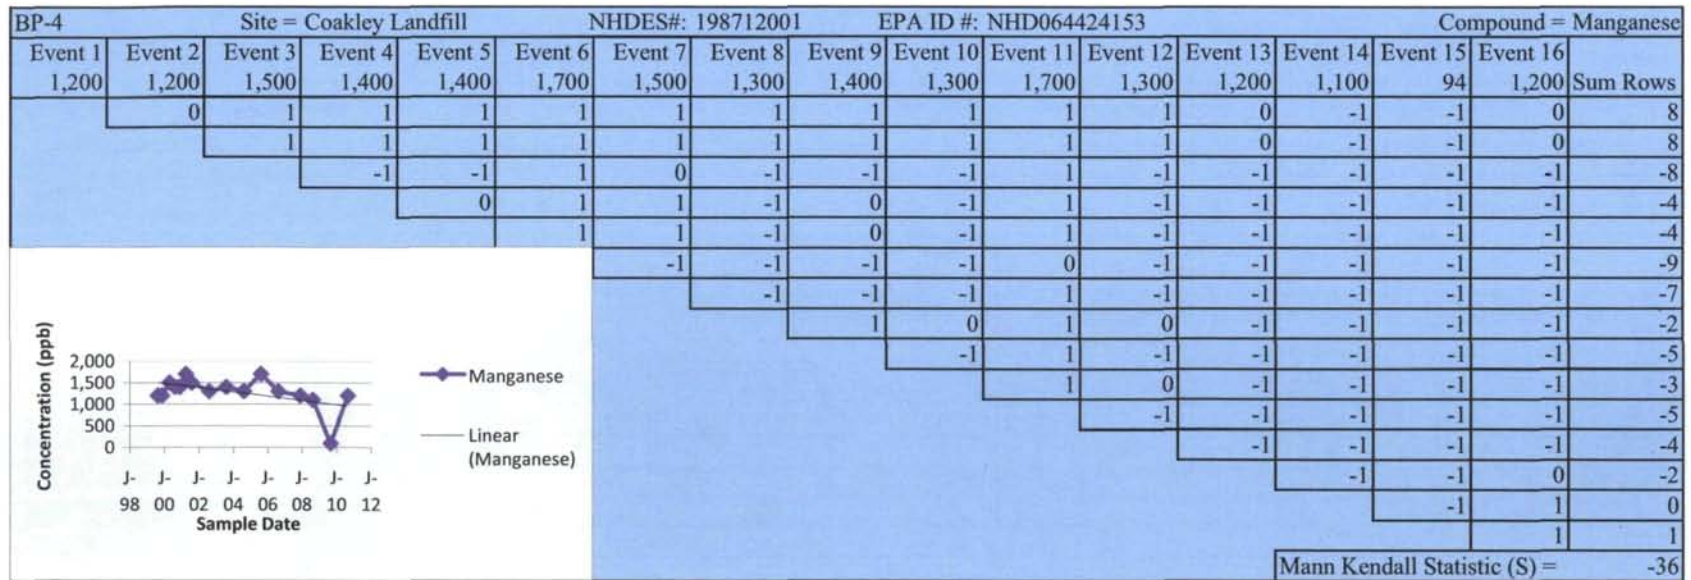 BP-4 Site = Coakley Landfill NHDES#: 198712001 EPA ID #: NHD064424153 Compound = Manganese
Event 1 Event 2 Event 3 Event 4 Event 5 Event 6 Event 7 Event 8 Event 9 Event 10 Event 11 Event 12 Event 13 Event 14 Event 15 Event 16
1,200 1,200 1,500 1,400 1,400 1,700 1,500 1,300 1,400 1,300 1,700 1,300 1,200 1,100 94 1,200 Sum Rows
0 1 1 1 1 1 1 1 1 1 1 0 -1 -1 0 8
1 1 1 1 1 1 1 1 1 1 0 -1 -1 0 8
-1 -1 1 0 -1 -1 -1 1 -1 -1 -1 -1 -1 -8
0 1 1 -1 0 -1 1 -1 -1 -1 -1 -1 -4
1 1 -1 0 -1 1 -1 -1 -1 -1 -1 -4
-1 -1 -1 -1 0 -1 -1 -1 -1 -1 -9
-1 -1 -1 1 -1 -1 -1 -1 -1 -7
1 0 1 0 -1 -1 -1 -1 -2
-1 1 -1 -1 -1 -1 -1 -5
1 0 -1 -1 -1 -1 -3
-1 -1 -1 -1 -1 -5
-1 -1 -1 -1 -4
-1 -1 0 -2
-1 1 0
1 1
Mann Kendall Statistic (S) = -36
Concentration (ppb)
2,000
1,500
1,000
500
0
J- J- J- J- J- J- J- J-
98 00 02 04 06 08 10 12
Sample Date
Manganese
Linear
(Manganese)